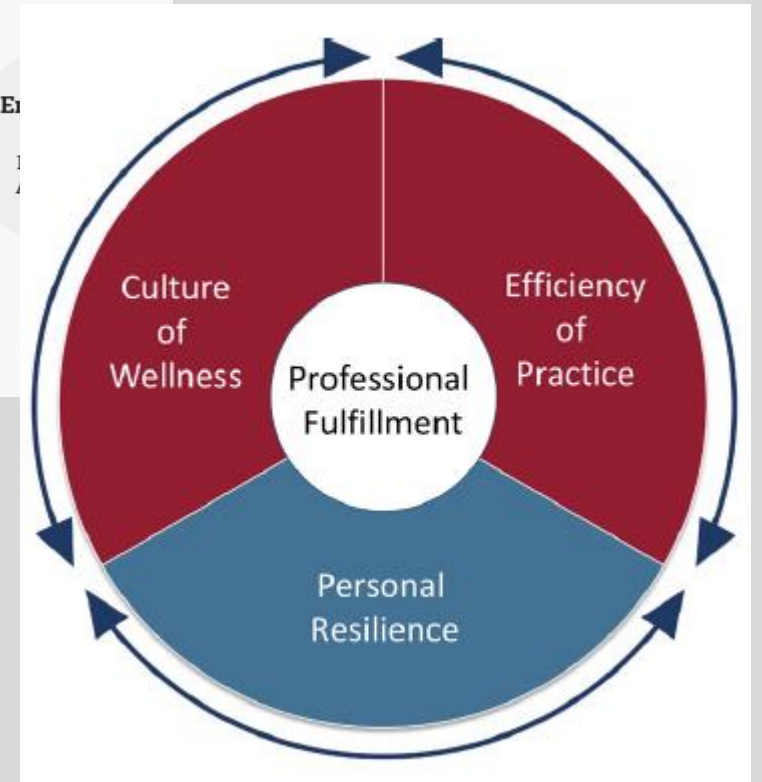 Culture
of
Wellness
Efficiency
of
Practice
Professional
Fulfillment
Personal
Resilience